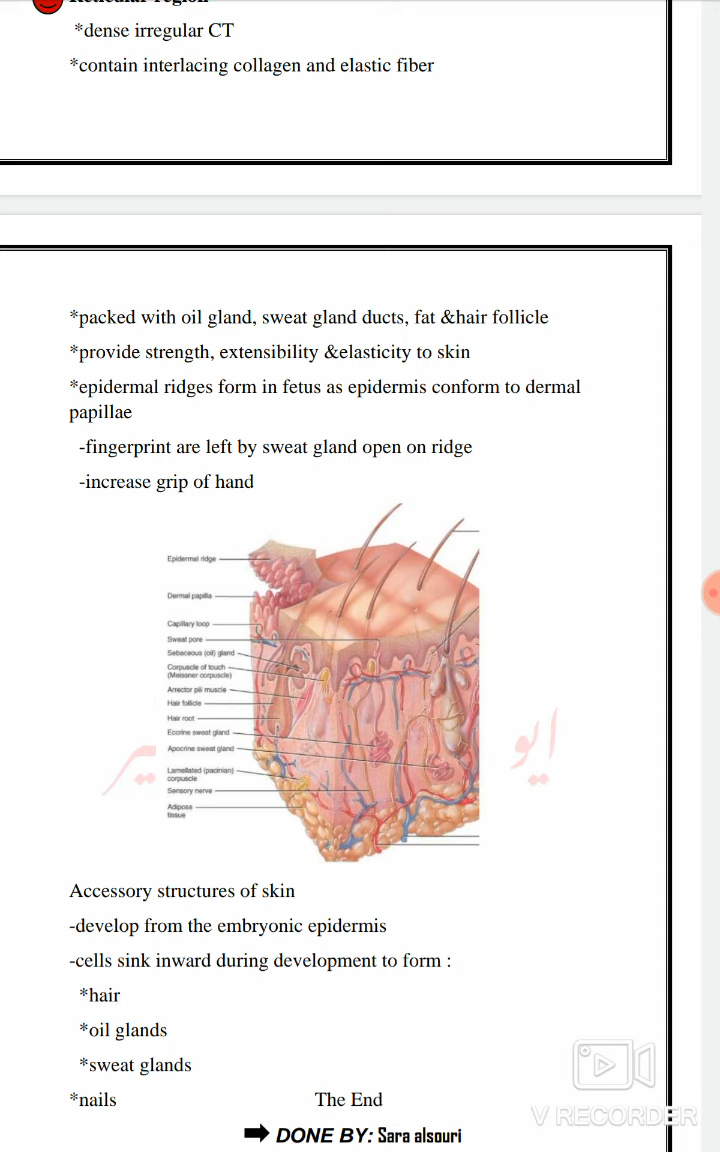 Reticular region
*dense irregular CT
*contain interlacing collagen and elastic fiber
*packed with oil gland, sweat gland ducts, fat &hair follicle
*provide strength, extensibility &elasticity to skin
*epidermal ridges form in fetus as epidermis conform to dermal
papillae
-fingerprint are left by sweat gland open on ridge
-increase grip of hand
Epidermal ridge
Dermal papilla
Capillary loop
Sweat pore
Sebaceous (oil) gland
Corpuscle of touch
(Meissner corpuscle)
Arrector pili muscle
Hair follicle
Hair root
Eccrine sweat gland
Apocrine sweat gland
Lamellated (pacinian)
corpuscle
Sensory nerve
Adipose
tissue
Accessory structures of skin
-develop from the embryonic epidermis
-cells sink inward during development to form :
*hair
*oil glands
*sweat glands
*nails The End
DONE BY: Sara alsouri
V RECORDER